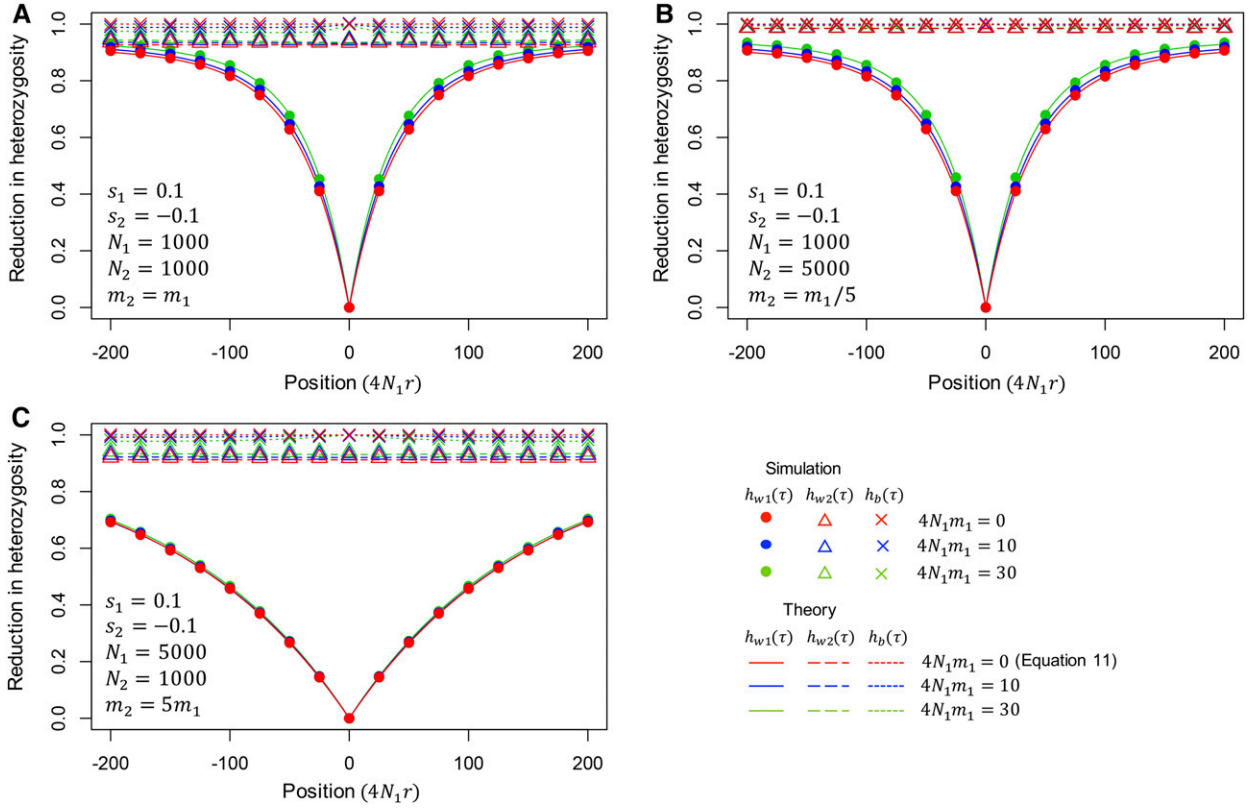 A
Reduction in heterozygosity
1.0
0.8
0.6
0.4
0.2
0.0
s₁ = 0.1
s₂ = −0.1
N₁ = 1000
N₂ = 1000
m₂ = m₁
-200 -100 0 100 200
Position (4N₁r)
B
Reduction in heterozygosity
1.0
0.8
0.6
0.4
0.2
0.0
s₁ = 0.1
s₂ = −0.1
N₁ = 1000
N₂ = 5000
m₂ = m₁/5
-200 -100 0 100 200
Position (4N₁r)
C
Reduction in heterozygosity
1.0
0.8
0.6
0.4
0.2
0.0
s₁ = 0.1
s₂ = −0.1
N₁ = 5000
N₂ = 1000
m₂ = 5m₁
-200 -100 0 100 200
Position (4N₁r)
Simulation
h_w1(τ) h_w2(τ) h_b(τ)
4N₁m₁ = 0
4N₁m₁ = 10
4N₁m₁ = 30
Theory
h_w1(τ) h_w2(τ) h_b(τ)
4N₁m₁ = 0 (Equation 11)
4N₁m₁ = 10
4N₁m₁ = 30